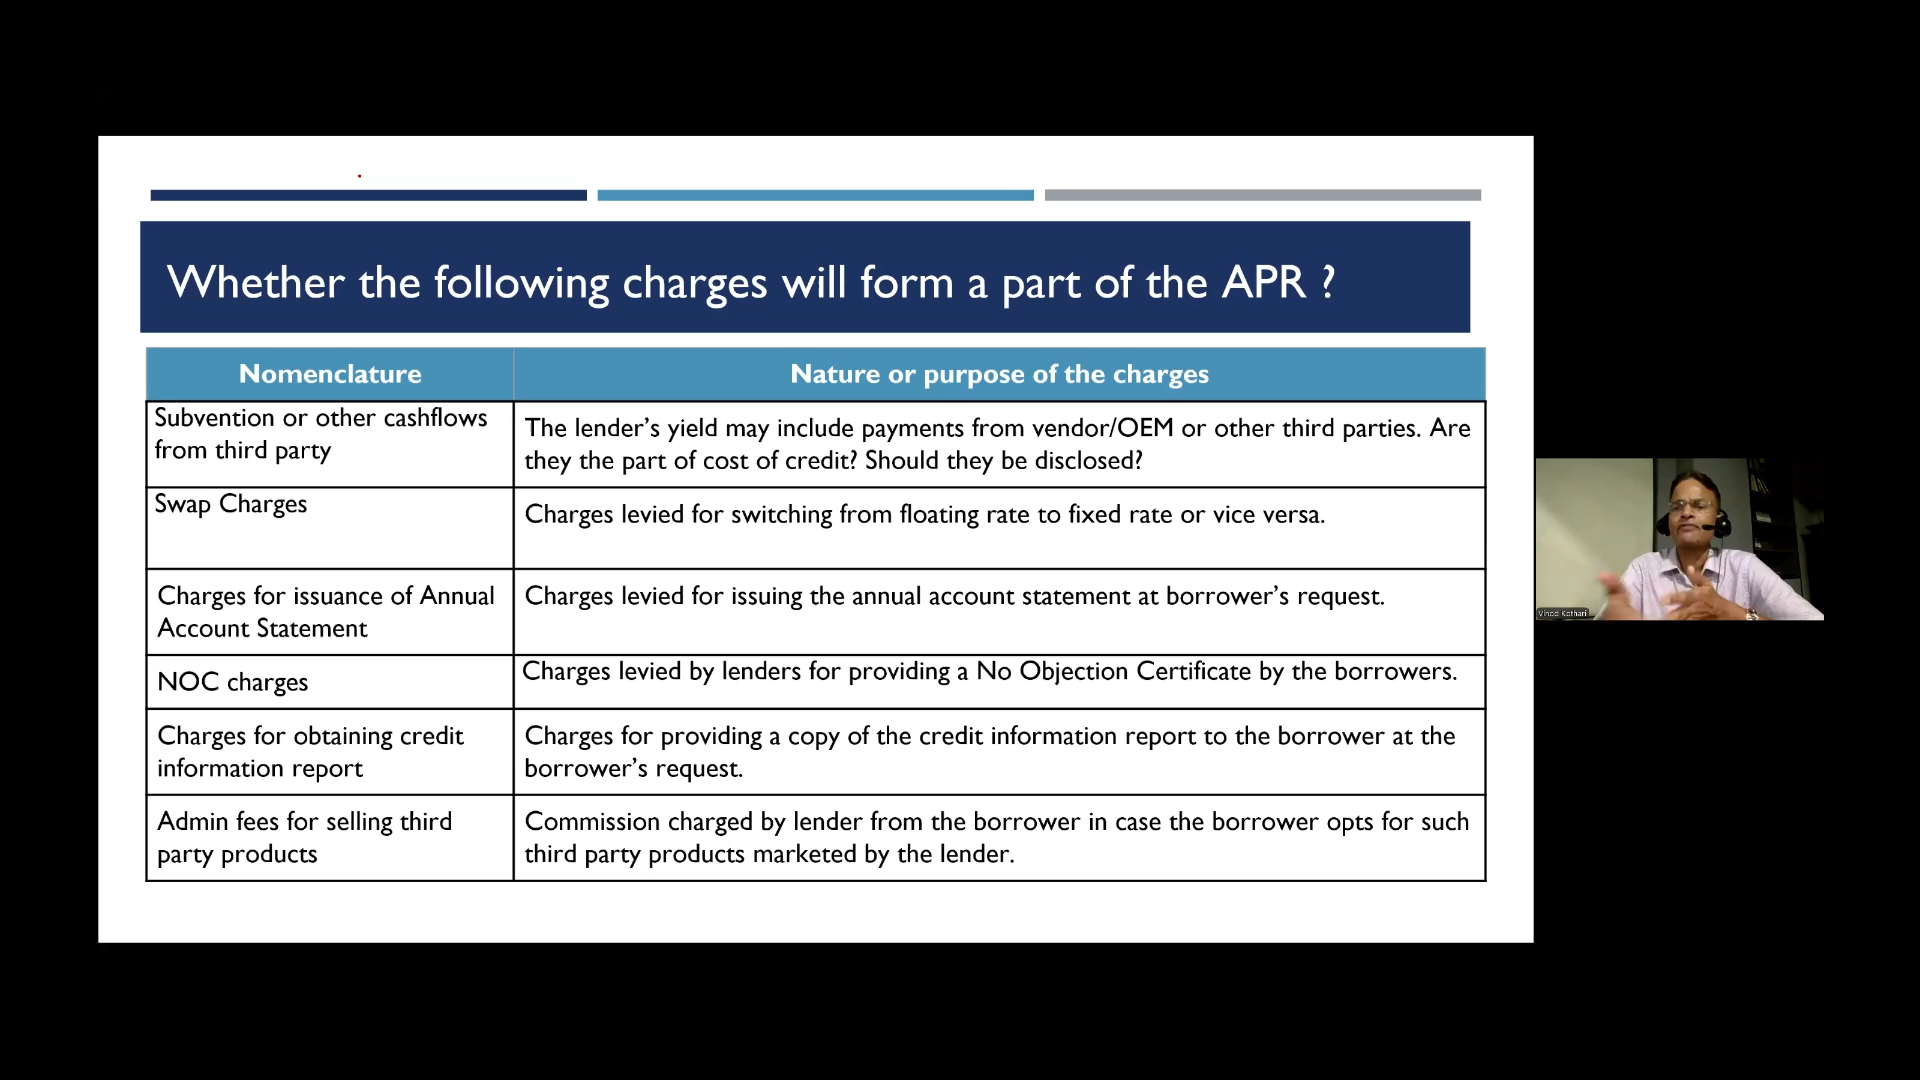 Whether the following charges will form a part of the APR ?
Nomenclature
Nature or purpose of the charges
Subvention or other cashflows
from third party
The lender's yield may include payments from vendor/OEM or other third parties. Are
they the part of cost of credit? Should they be disclosed?
Swap Charges
Charges levied for switching from floating rate to fixed rate or vice versa.
Charges for issuance of Annual
Account Statement
Charges levied for issuing the annual account statement at borrower's request.
NOC charges
Charges levied by lenders for providing a No Objection Certificate by the borrowers.
Charges for obtaining credit
information report
Charges for providing a copy of the credit information report to the borrower at the
borrower's request.
Admin fees for selling third
party products
Commission charged by lender from the borrower in case the borrower opts for such
third party products marketed by the lender.
Vinod Kothari